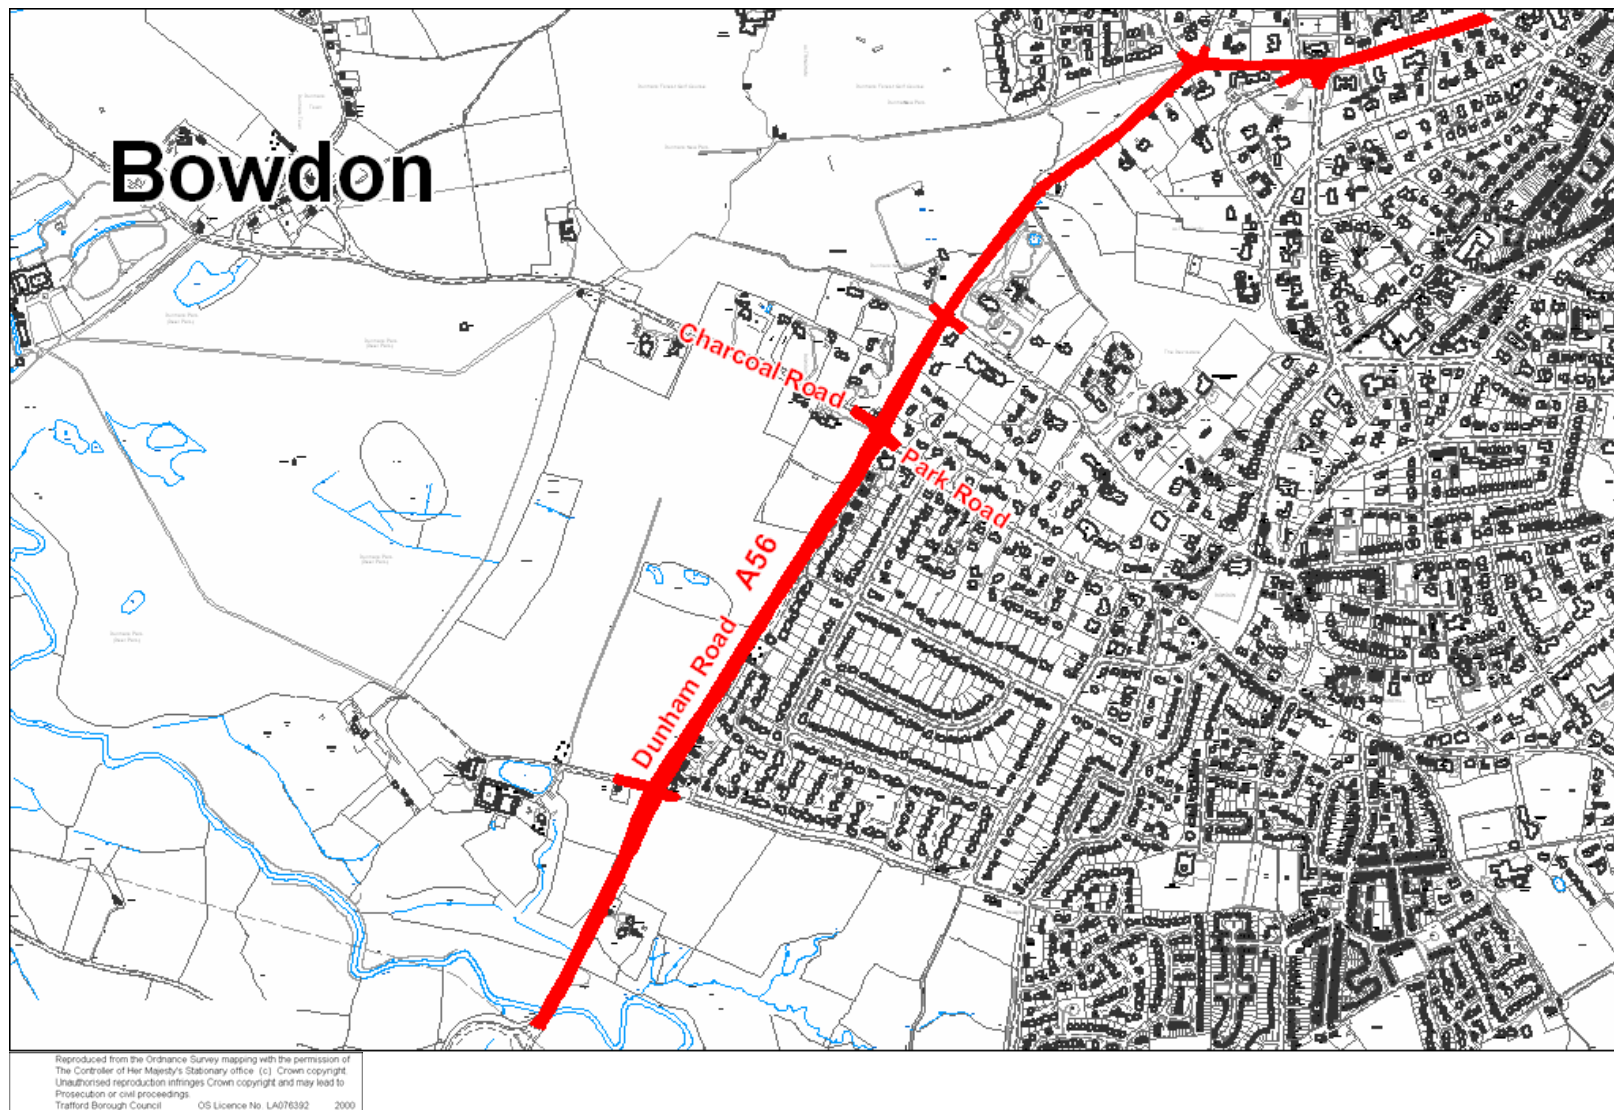 Bowdon
Charcoal Road
Park Road
A56
Dunham Road
Reproduced from the Ordnance Survey mapping with the permission of
The Controller of Her Majesty's Stationary office (c) Crown copyright.
Unauthorised reproduction infringes Crown copyright and may lead to
Prosecution or civil proceedings.
Trafford Borough Council OS Licence No. LA076392 2000